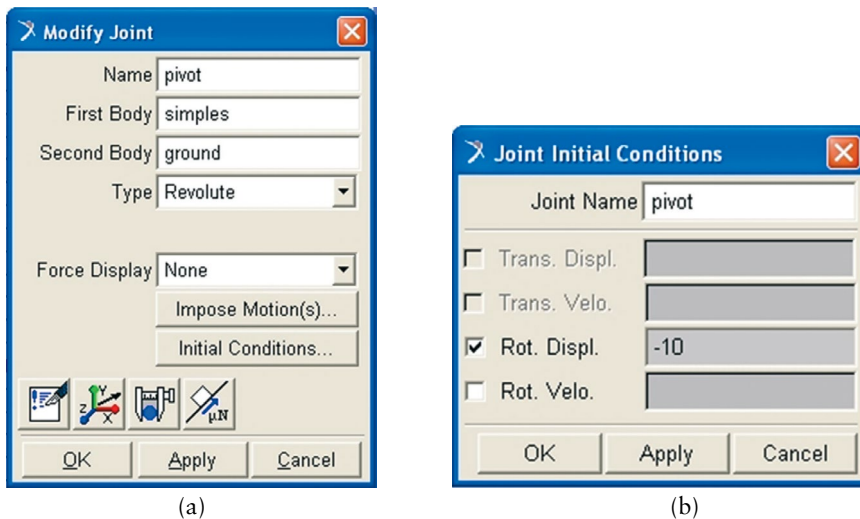 Modify Joint
Name pivot
First Body simples
Second Body ground
Type Revolute
Force Display None
Impose Motion(s)...
Initial Conditions...
Z Y X
μN
OK Apply Cancel
(a)
Joint Initial Conditions
Joint Name pivot
Trans. Displ.
Trans. Velo.
Rot. Displ. -10
Rot. Velo.
OK Apply Cancel
(b)